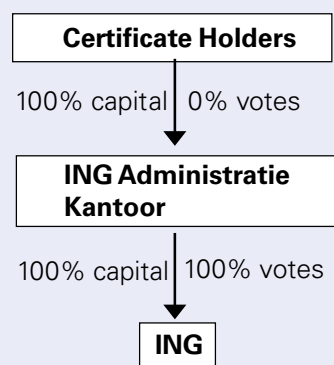 Certificate Holders
100% capital 0% votes
ING Administratie
Kantoor
100% capital 100% votes
ING